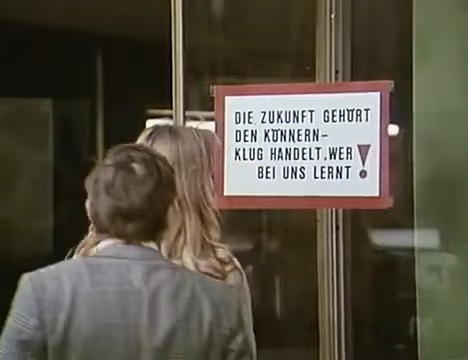 DIE ZUKUNFT GEHÖRT
DEN KÖNNERN–
KLUG HANDELT, WER
BEI UNS LERNT!